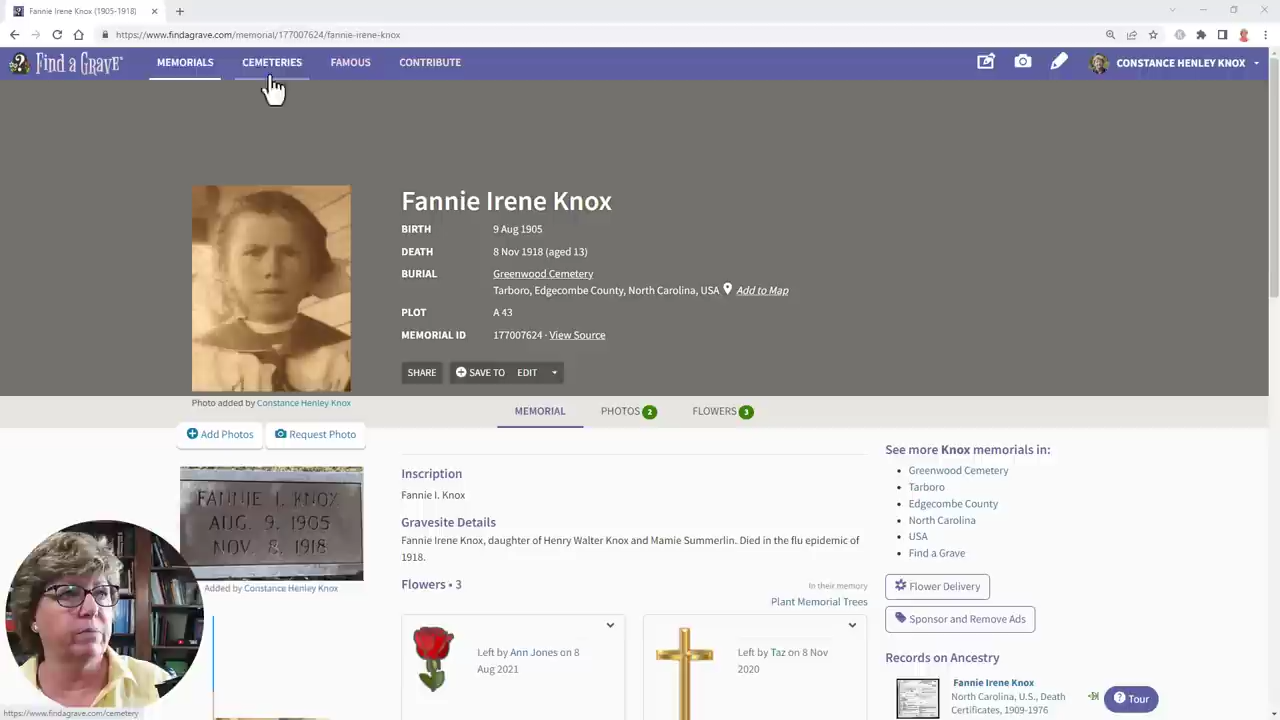 Fannie Irene Knox (1905-1918)
https://www.findagrave.com/memorial/177007624/fannie-irene-knox
Find a Grave
MEMORIALS
CEMETERIES
FAMOUS
CONTRIBUTE
CONSTANCE HENLEY KNOX
Fannie Irene Knox
BIRTH 9 Aug 1905
DEATH 8 Nov 1918 (aged 13)
BURIAL Greenwood Cemetery
Tarboro, Edgecombe County, North Carolina, USA Add to Map
PLOT A 43
MEMORIAL ID 177007624 · View Source
SHARE
SAVE TO
EDIT
Photo added by Constance Henley Knox
MEMORIAL
PHOTOS 2
FLOWERS 3
Add Photos
Request Photo
FANNIE I. KNOX
AUG. 9. 1905
NOV. 8, 1918
Added by Constance Henley Knox
Inscription
Fannie I. Knox
Gravesite Details
Fannie Irene Knox, daughter of Henry Walter Knox and Mamie Summerlin. Died in the flu epidemic of
1918.
Flowers • 3
In their memory
Plant Memorial Trees
Left by Ann Jones on 8
Aug 2021
Left by Taz on 8 Nov
2020
See more Knox memorials in:
Greenwood Cemetery
Tarboro
Edgecombe County
North Carolina
USA
Find a Grave
Flower Delivery
Sponsor and Remove Ads
Records on Ancestry
Fannie Irene Knox
North Carolina, U.S., Death
Certificates, 1909-1976
Tour
https://www.findagrave.com/cemetery